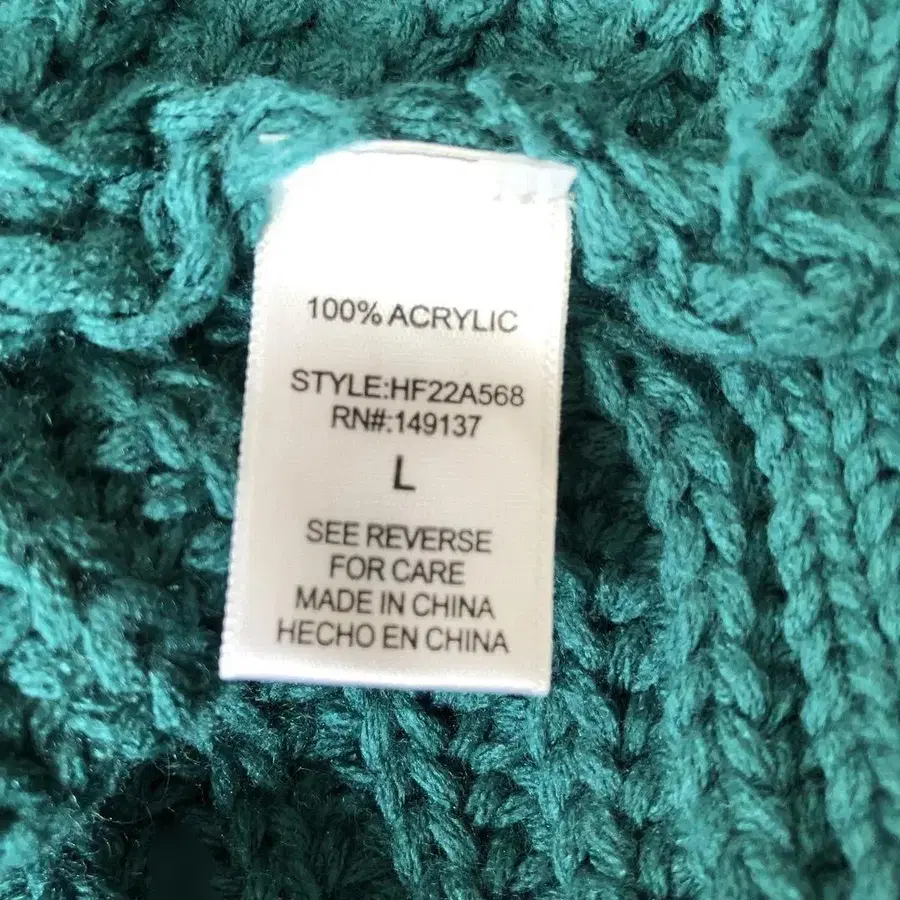 100% ACRYLIC
STYLE:HF22A568
RN#:149137
L
SEE REVERSE
FOR CARE
MADE IN CHINA
HECHO EN CHINA